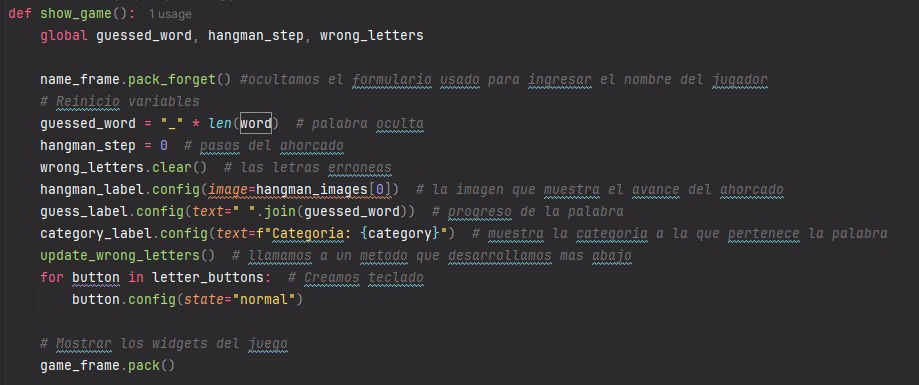 def show_game():  1 usage
    global guessed_word, hangman_step, wrong_letters

    name_frame.pack_forget() #ocultamos el formulario usado para ingresar el nombre del jugador
    # Reinicio variables
    guessed_word = "_" * len(word)  # palabra oculta
    hangman_step = 0  # pasos del ahorcado
    wrong_letters.clear()  # las letras erroneas
    hangman_label.config(image=hangman_images[0])  # la imagen que muestra el avance del ahorcado
    guess_label.config(text=" ".join(guessed_word))  # progreso de la palabra
    category_label.config(text=f"Categoría: {category}")  # muestra la categoria a la que pertenece la palabra
    update_wrong_letters()  # llamamos a un metodo que desarrollamos mas abajo
    for button in letter_buttons:  # Creamos teclado
        button.config(state="normal")

    # Mostrar los widgets del juego
    game_frame.pack()